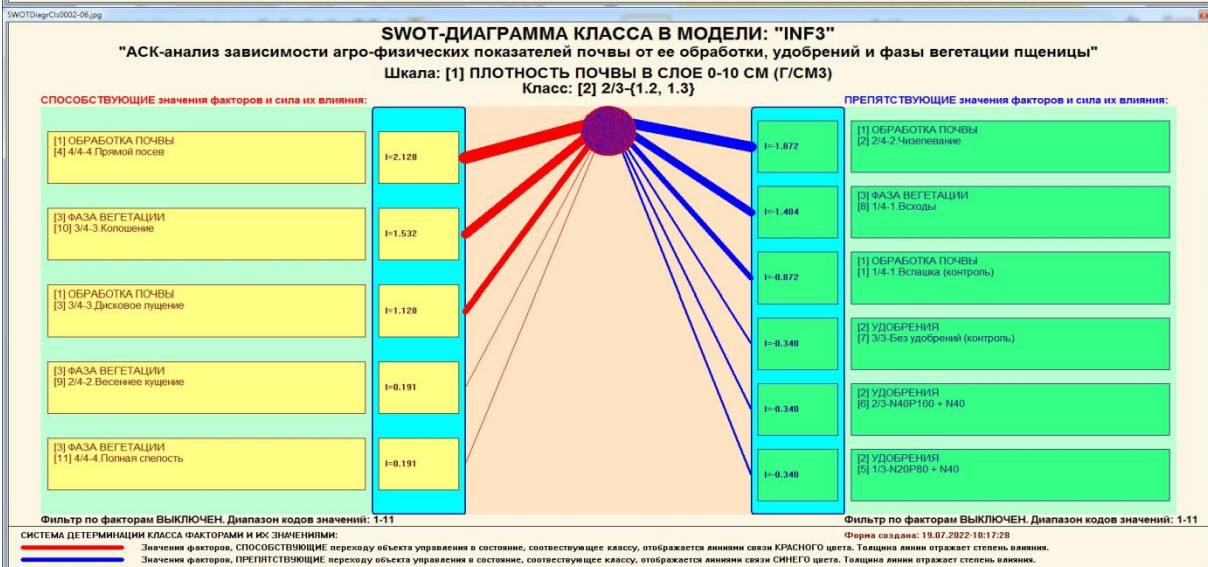 SWOTDiagrCls0002-06.jpg
SWOT-ДИАГРАММА КЛАССА В МОДЕЛИ: "INF3"
"АСК-анализ зависимости агро-физических показателей почвы от ее обработки, удобрений и фазы вегетации пщеницы"
Шкала: [1] ПЛОТНОСТЬ ПОЧВЫ В СЛОЕ 0-10 СМ (Г/СМ3)
Класс: [2] 2/3-{1.2, 1.3}
СПОСОБСТВУЮЩИЕ значения факторов и сила их влияния:
[1] ОБРАБОТКА ПОЧВЫ
[4] 4/4-4.Прямой посев
I=2.128
[3] ФАЗА ВЕГЕТАЦИИ
[10] 3/4-3.Колошение
I=1.532
[1] ОБРАБОТКА ПОЧВЫ
[3] 3/4-3.Дисковое лущение
I=1.128
[3] ФАЗА ВЕГЕТАЦИИ
[9] 2/4-2.Весеннее кущение
I=0.191
[3] ФАЗА ВЕГЕТАЦИИ
[11] 4/4-4.Полная спелость
I=0.191
ПРЕПЯТСТВУЮЩИЕ значения факторов и сила их влияния:
I=-1.872
[1] ОБРАБОТКА ПОЧВЫ
[2] 2/4-2.Чизелевание
I=-1.404
[3] ФАЗА ВЕГЕТАЦИИ
[8] 1/4-1.Всходы
I=-0.872
[1] ОБРАБОТКА ПОЧВЫ
[1] 1/4-1.Вспашка (контроль)
I=-0.340
[2] УДОБРЕНИЯ
[7] 3/3-Без удобрений (контроль)
I=-0.340
[2] УДОБРЕНИЯ
[6] 2/3-N40P160 + N40
I=-0.340
[2] УДОБРЕНИЯ
[5] 1/3-N20P80 + N40
Фильтр по факторам ВЫКЛЮЧЕН. Диапазон кодов значений: 1-11
Фильтр по факторам ВЫКЛЮЧЕН. Диапазон кодов значений: 1-11
СИСТЕМА ДЕТЕРМИНАЦИИ КЛАССА ФАКТОРАМИ И ИХ ЗНАЧЕНИЯМИ:
Форма создана: 19.07.2022-10:17:28
Значения факторов, СПОСОБСТВУЮЩИЕ переходу объекта управления в состояние, соотвествующее классу, отображается линиями связи КРАСНОГО цвета. Толщина линии отражает степень влияния.
Значения факторов, ПРЕПЯТСТВУЮЩИЕ переходу объекта управления в состояние, соотвествующее классу, отображается линиями связи СИНЕГО цвета. Толщина линии отражает степень влияния.